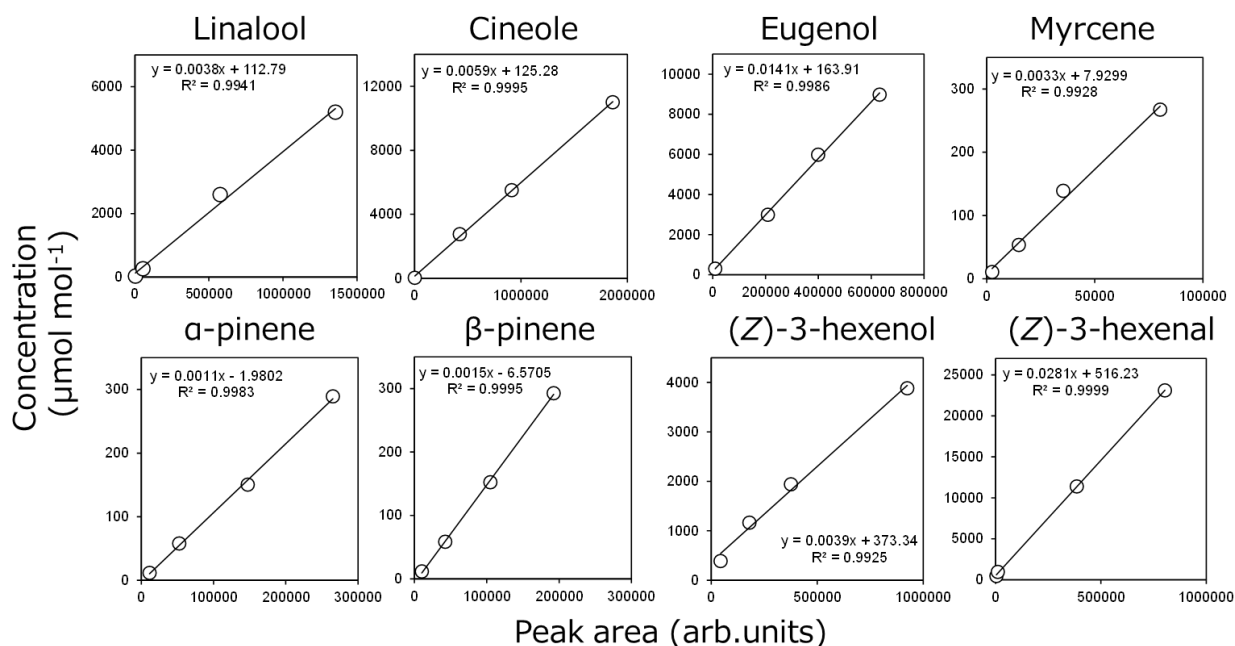 Linalool
Cineole
Eugenol
Myrcene
y = 0.0038x + 112.79
R² = 0.9941
6000
4000
2000
0
0 500000 1000000 1500000
y = 0.0059x + 125.28
R² = 0.9995
12000
8000
4000
0
0 1000000 2000000
y = 0.0141x + 163.91
R² = 0.9986
10000
8000
6000
4000
2000
0
0 200000 400000 600000 800000
y = 0.0033x + 7.9299
R² = 0.9928
300
200
100
0
0 50000 100000
Concentration
(μmol mol⁻¹)
α-pinene
β-pinene
(Z)-3-hexenol
(Z)-3-hexenal
y = 0.0011x - 1.9802
R² = 0.9983
300
200
100
0
0 100000 200000 300000
y = 0.0015x - 6.5705
R² = 0.9995
300
200
100
0
0 100000 200000 300000
4000
3000
2000
1000
0
y = 0.0039x + 373.34
R² = 0.9925
0 500000 1000000
y = 0.0281x + 516.23
R² = 0.9999
25000
20000
15000
10000
5000
0
0 500000 1000000
Peak area (arb.units)